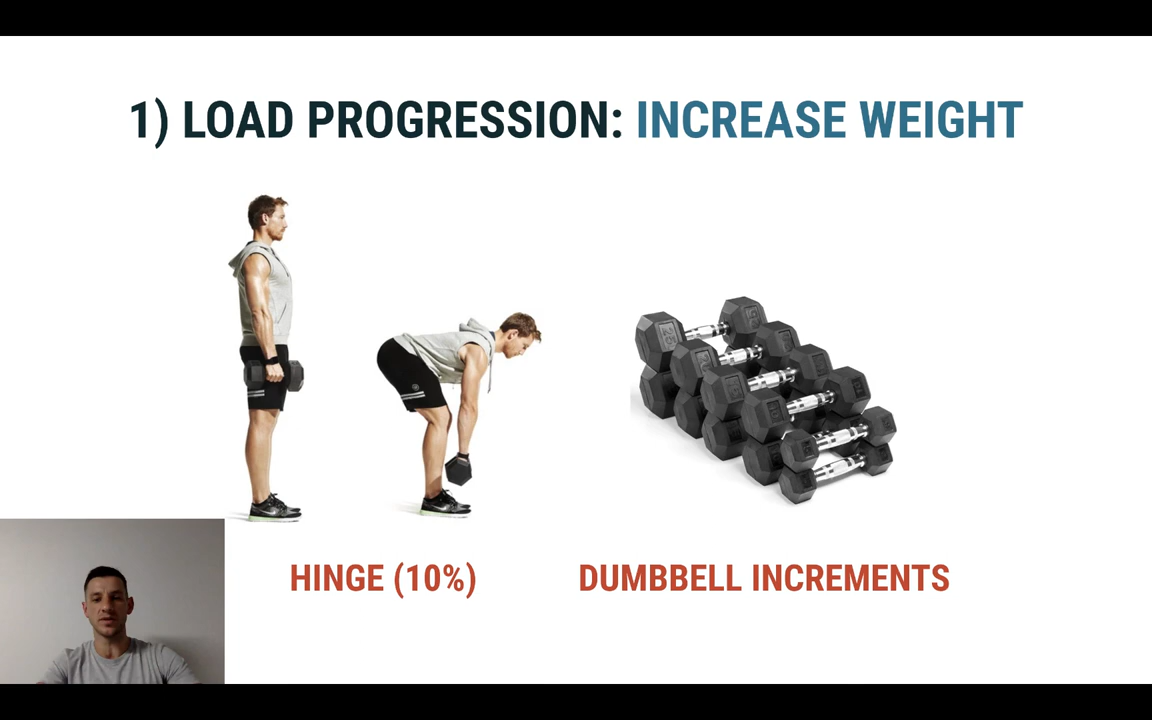 1) LOAD PROGRESSION: INCREASE WEIGHT
HINGE (10%)
DUMBBELL INCREMENTS